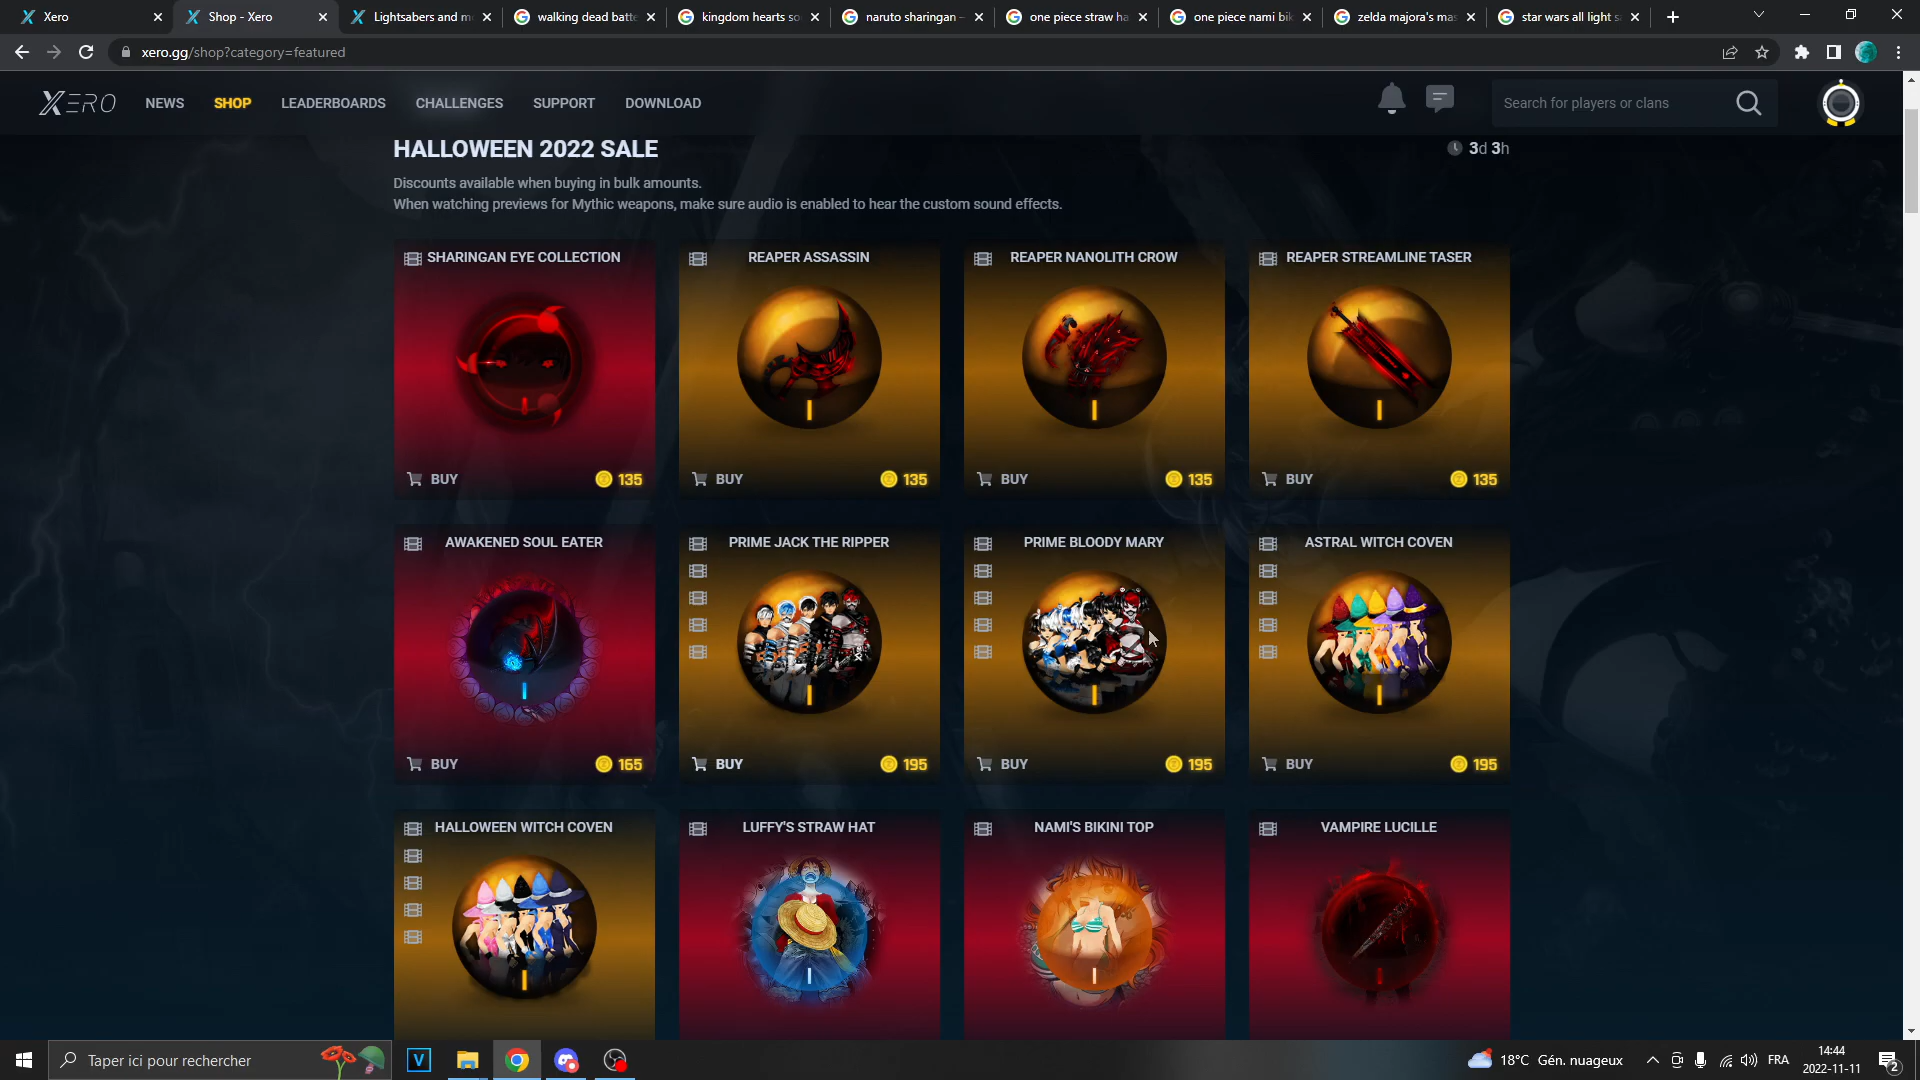 Xero
Shop - Xero
Lightsabers and m
walking dead batt
kingdom hearts so
naruto sharingan -
one piece straw ha
one piece nami bik
zelda majora's mas
star wars all light s
xero.gg/shop?category=featured
XERO
NEWS
SHOP
LEADERBOARDS
CHALLENGES
SUPPORT
DOWNLOAD
Search for players or clans
HALLOWEEN 2022 SALE
3d 3h
Discounts available when buying in bulk amounts.
When watching previews for Mythic weapons, make sure audio is enabled to hear the custom sound effects.
SHARINGAN EYE COLLECTION
REAPER ASSASSIN
REAPER NANOLITH CROW
REAPER STREAMLINE TASER
BUY 135
BUY 135
BUY 135
BUY 135
AWAKENED SOUL EATER
PRIME JACK THE RIPPER
PRIME BLOODY MARY
ASTRAL WITCH COVEN
BUY 165
BUY 195
BUY 195
BUY 195
HALLOWEEN WITCH COVEN
LUFFY'S STRAW HAT
NAMI'S BIKINI TOP
VAMPIRE LUCILLE
Taper ici pour rechercher
V
18°C Gén. nuageux
FRA
14:44
2022-11-11
2